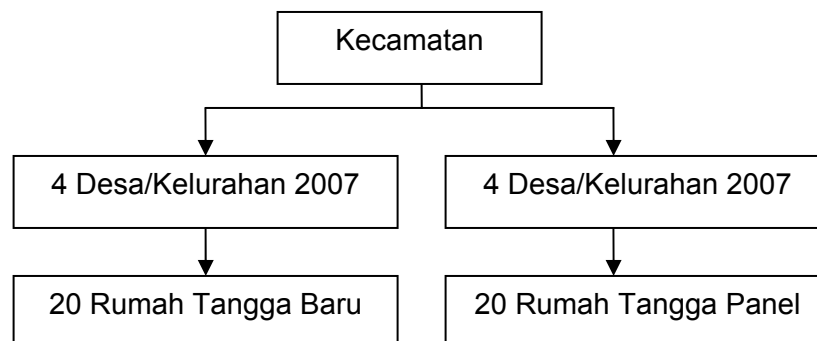 Kecamatan
4 Desa/Kelurahan 2007
4 Desa/Kelurahan 2007
20 Rumah Tangga Baru
20 Rumah Tangga Panel